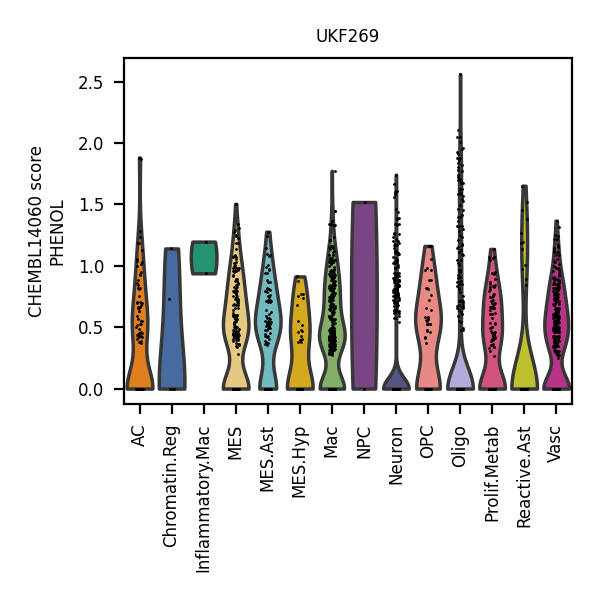 UKF269
CHEMBL14060 score
PHENOL
2.5
2.0
1.5
1.0
0.5
0.0
AC
Chromatin.Reg
Inflammatory.Mac
MES
MES.Ast
MES.Hyp
Mac
NPC
Neuron
OPC
Oligo
Prolif.Metab
Reactive.Ast
Vasc